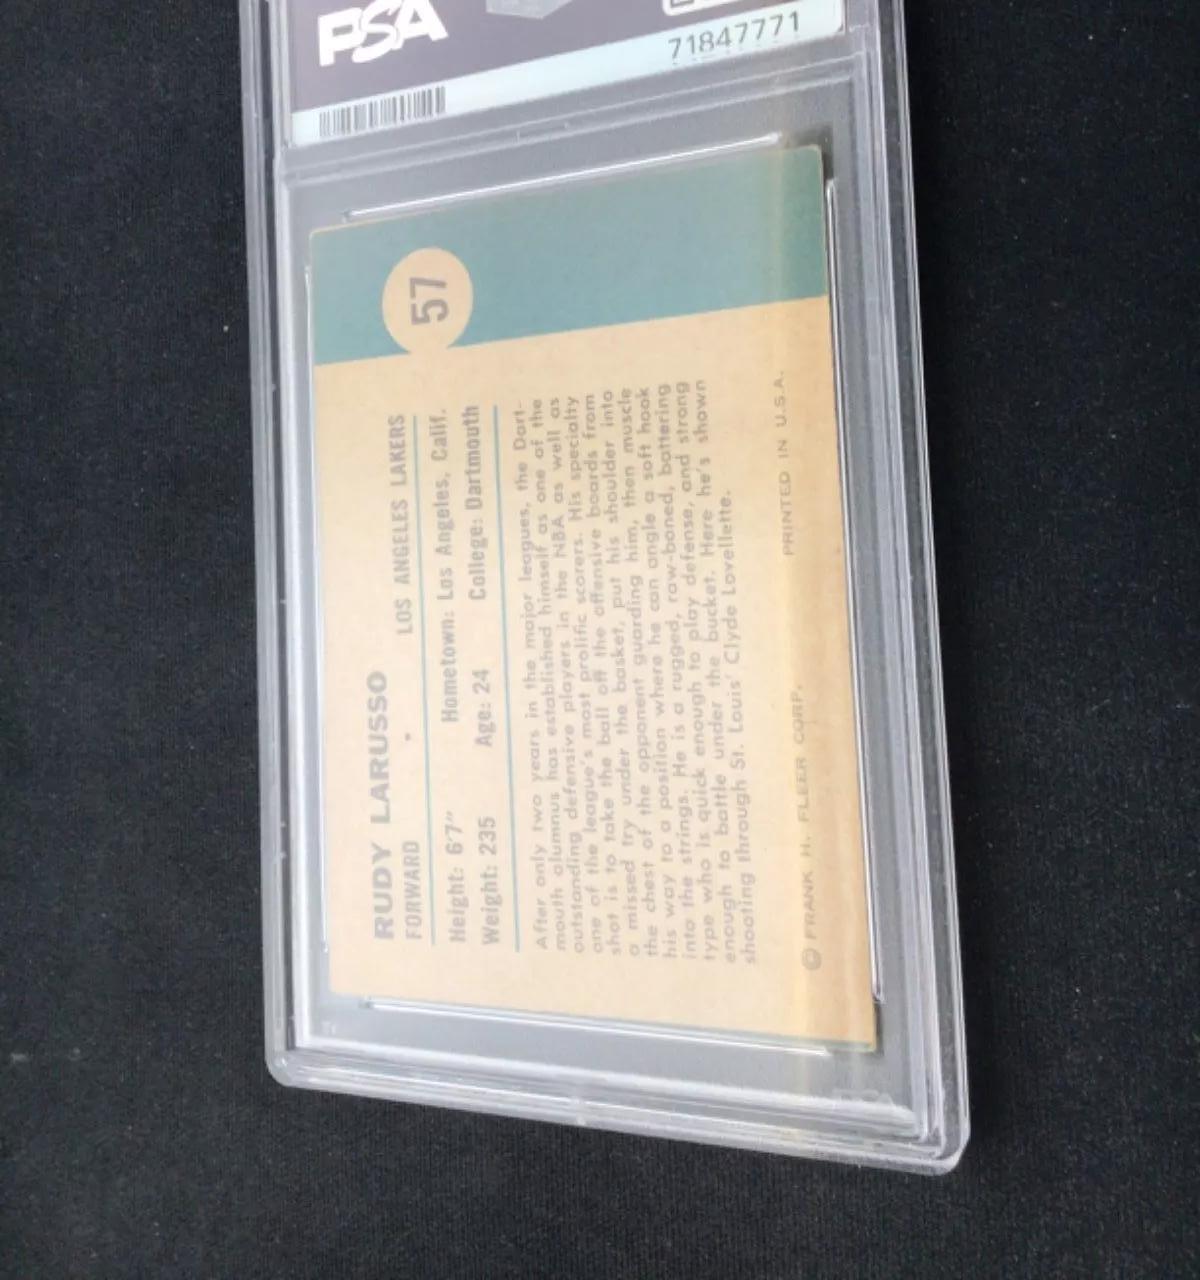 PSA
71847771
57
RUDY LARUSSO
FORWARD LOS ANGELES LAKERS
Height: 6'7" Hometown: Los Angeles, Calif.
Weight: 235 Age: 24 College: Dartmouth
After only two years in the major leagues, the Dart-
mouth alumnus has established himself as one of the
outstanding defensive players in the NBA as well as
one of the league's most prolific scorers. His specialty
shot is to take the ball off the offensive boards from
a missed try under the basket, put his shoulder into
the chest of the opponent guarding him, then muscle
his way to a position where he can angle a soft hook
into the strings. He is a rugged, raw-boned, battering
type who is quick enough to play defense, and strong
enough to battle under the bucket. Here he's shown
shooting through St. Louis' Clyde Lovellette.
© FRANK H. FLEER CORP. PRINTED IN U.S.A.